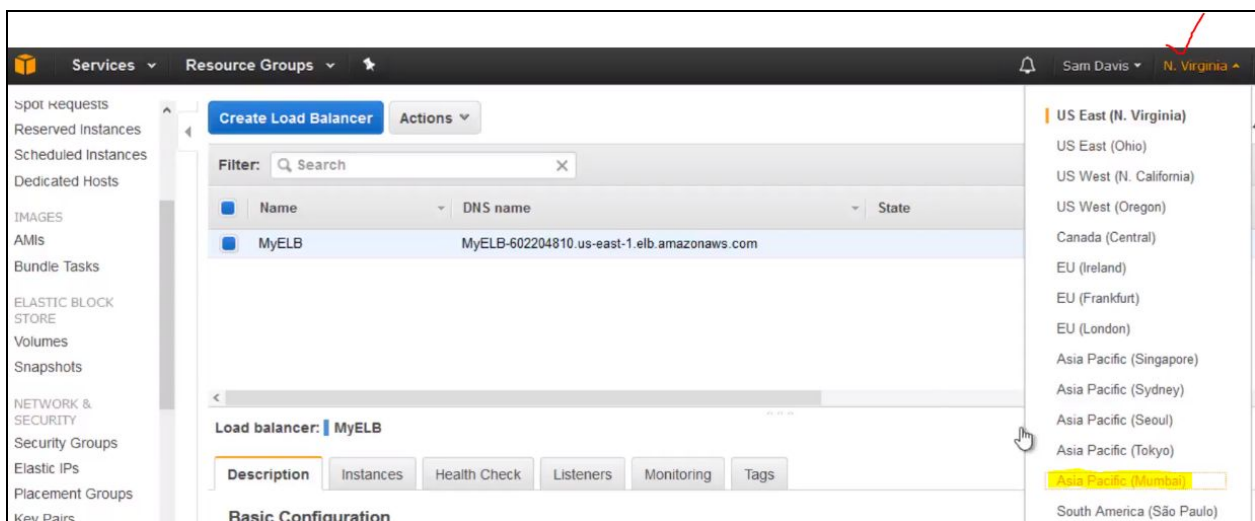 Services Resource Groups Sam Davis N. Virginia
Spot Requests
Reserved Instances
Scheduled Instances
Dedicated Hosts
IMAGES
AMIs
Bundle Tasks
ELASTIC BLOCK
STORE
Volumes
Snapshots
NETWORK &
SECURITY
Security Groups
Elastic IPs
Placement Groups
Key Pairs
Create Load Balancer Actions
Filter: Search
Name DNS name State
MyELB MyELB-602204810.us-east-1.elb.amazonaws.com
Load balancer: MyELB
Description Instances Health Check Listeners Monitoring Tags
Basic Configuration
US East (N. Virginia)
US East (Ohio)
US West (N. California)
US West (Oregon)
Canada (Central)
EU (Ireland)
EU (Frankfurt)
EU (London)
Asia Pacific (Singapore)
Asia Pacific (Sydney)
Asia Pacific (Seoul)
Asia Pacific (Tokyo)
Asia Pacific (Mumbai)
South America (São Paulo)